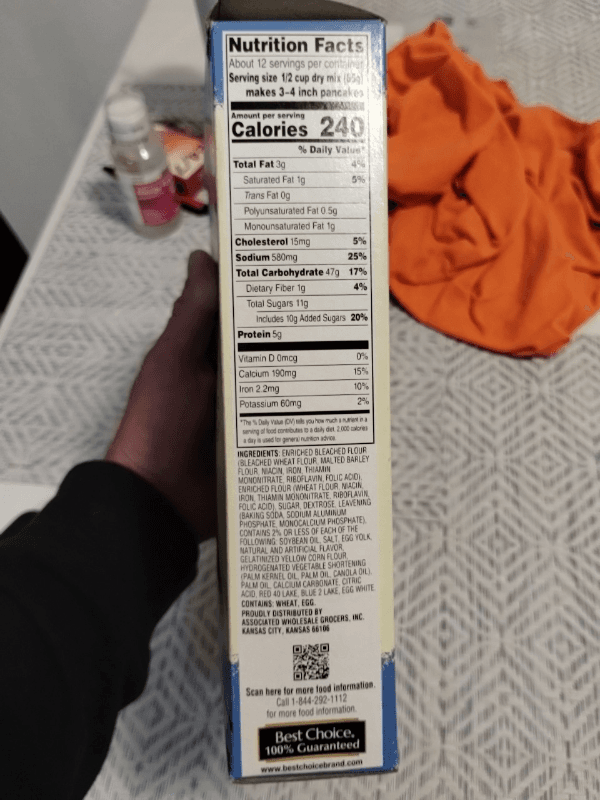 Nutrition Facts
About 12 servings per container
Serving size 1/2 cup dry mix (65g)
makes 3-4 inch pancakes
Amount per serving
Calories 240
% Daily Value*
Total Fat 3g 4%
Saturated Fat 1g 5%
Trans Fat 0g
Polyunsaturated Fat 0.5g
Monounsaturated Fat 1g
Cholesterol 15mg 5%
Sodium 580mg 25%
Total Carbohydrate 47g 17%
Dietary Fiber 1g 4%
Total Sugars 11g
Includes 10g Added Sugars 20%
Protein 5g
Vitamin D 0mcg 0%
Calcium 190mg 15%
Iron 2.2mg 10%
Potassium 60mg 2%
*The % Daily Value (DV) tells you how much a nutrient in a
serving of food contributes to a daily diet. 2,000 calories
a day is used for general nutrition advice.
INGREDIENTS: ENRICHED BLEACHED FLOUR
(BLEACHED WHEAT FLOUR, MALTED BARLEY
FLOUR, NIACIN, IRON, THIAMIN
MONONITRATE, RIBOFLAVIN, FOLIC ACID),
ENRICHED FLOUR (WHEAT FLOUR, NIACIN,
IRON, THIAMIN MONONITRATE, RIBOFLAVIN,
FOLIC ACID), SUGAR, DEXTROSE, LEAVENING
(BAKING SODA, SODIUM ALUMINUM
PHOSPHATE, MONOCALCIUM PHOSPHATE),
CONTAINS 2% OR LESS OF EACH OF THE
FOLLOWING: SOYBEAN OIL, SALT, EGG YOLK,
NATURAL AND ARTIFICIAL FLAVOR,
GELATINIZED YELLOW CORN FLOUR,
HYDROGENATED VEGETABLE SHORTENING
(PALM KERNEL OIL, PALM OIL, CANOLA OIL),
PALM OIL, CALCIUM CARBONATE, CITRIC
ACID, RED 40 LAKE, BLUE 2 LAKE, EGG WHITE.
CONTAINS: WHEAT, EGG.
PROUDLY DISTRIBUTED BY
ASSOCIATED WHOLESALE GROCERS, INC.
KANSAS CITY, KANSAS 66106
Scan here for more food information.
Call 1-844-292-1112
for more food information.
Best Choice.
100% Guaranteed
www.bestchoicebrand.com